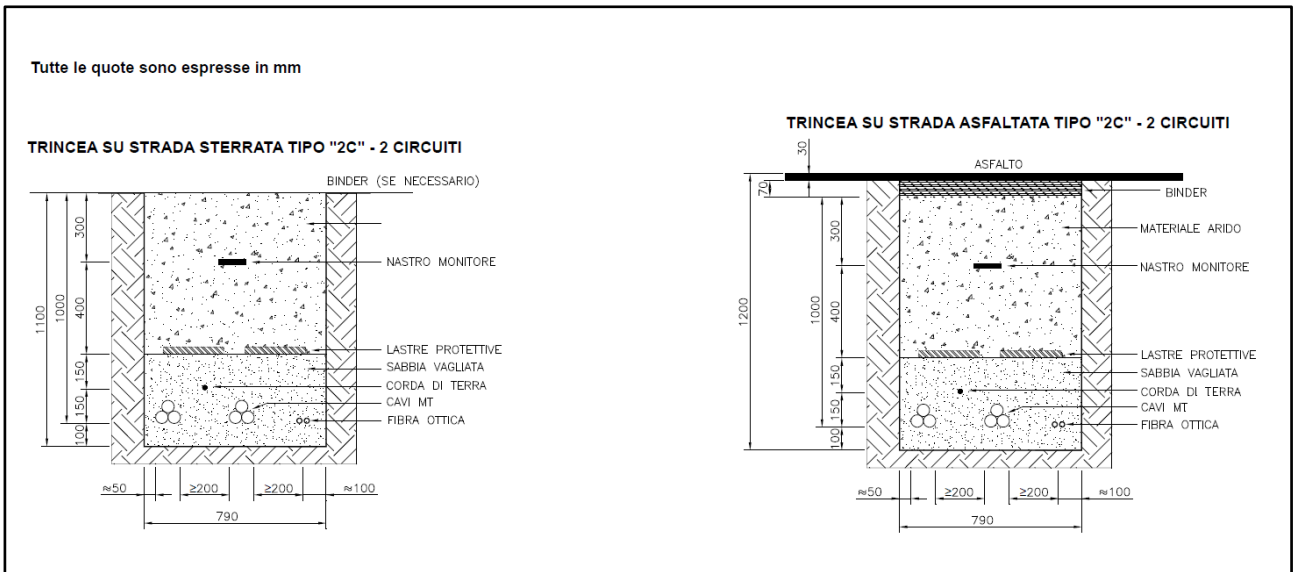 Tutte le quote sono espresse in mm
TRINCEA SU STRADA STERRATA TIPO "2C" - 2 CIRCUITI
BINDER (SE NECESSARIO)
300
NASTRO MONITORE
400
1000
1100
LASTRE PROTETTIVE
SABBIA VAGLIATA
150
CORDA DI TERRA
150
CAVI MT
FIBRA OTTICA
100
≈50
≥200
≥200
≈100
790
TRINCEA SU STRADA ASFALTATA TIPO "2C" - 2 CIRCUITI
30
ASFALTO
70
BINDER
300
MATERIALE ARIDO
NASTRO MONITORE
400
1000
1200
LASTRE PROTETTIVE
SABBIA VAGLIATA
150
CORDA DI TERRA
150
CAVI MT
FIBRA OTTICA
100
≈50
≥200
≥200
≈100
790